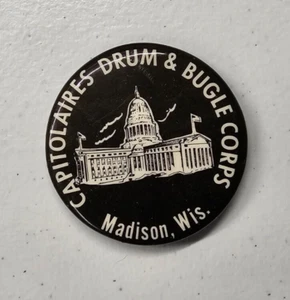 CAPITOLAIRES DRUM & BUGLE CORPS
Madison, Wis.